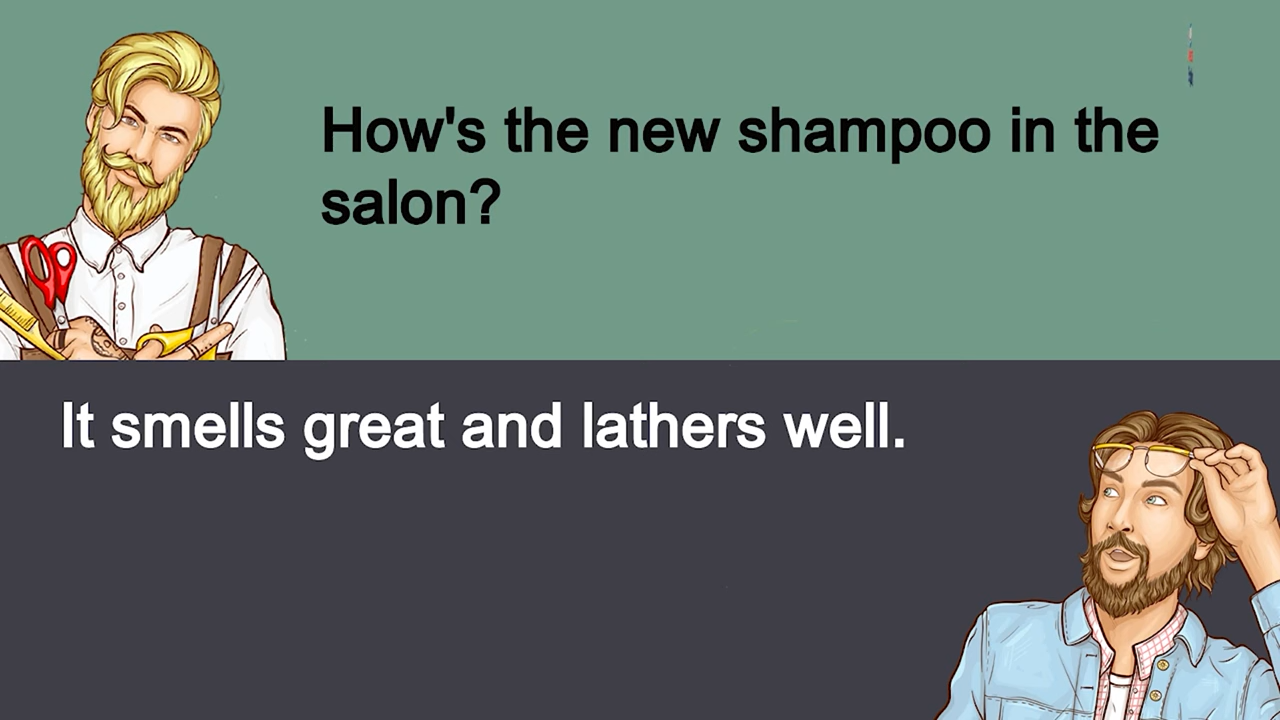 How's the new shampoo in the
salon?
It smells great and lathers well.